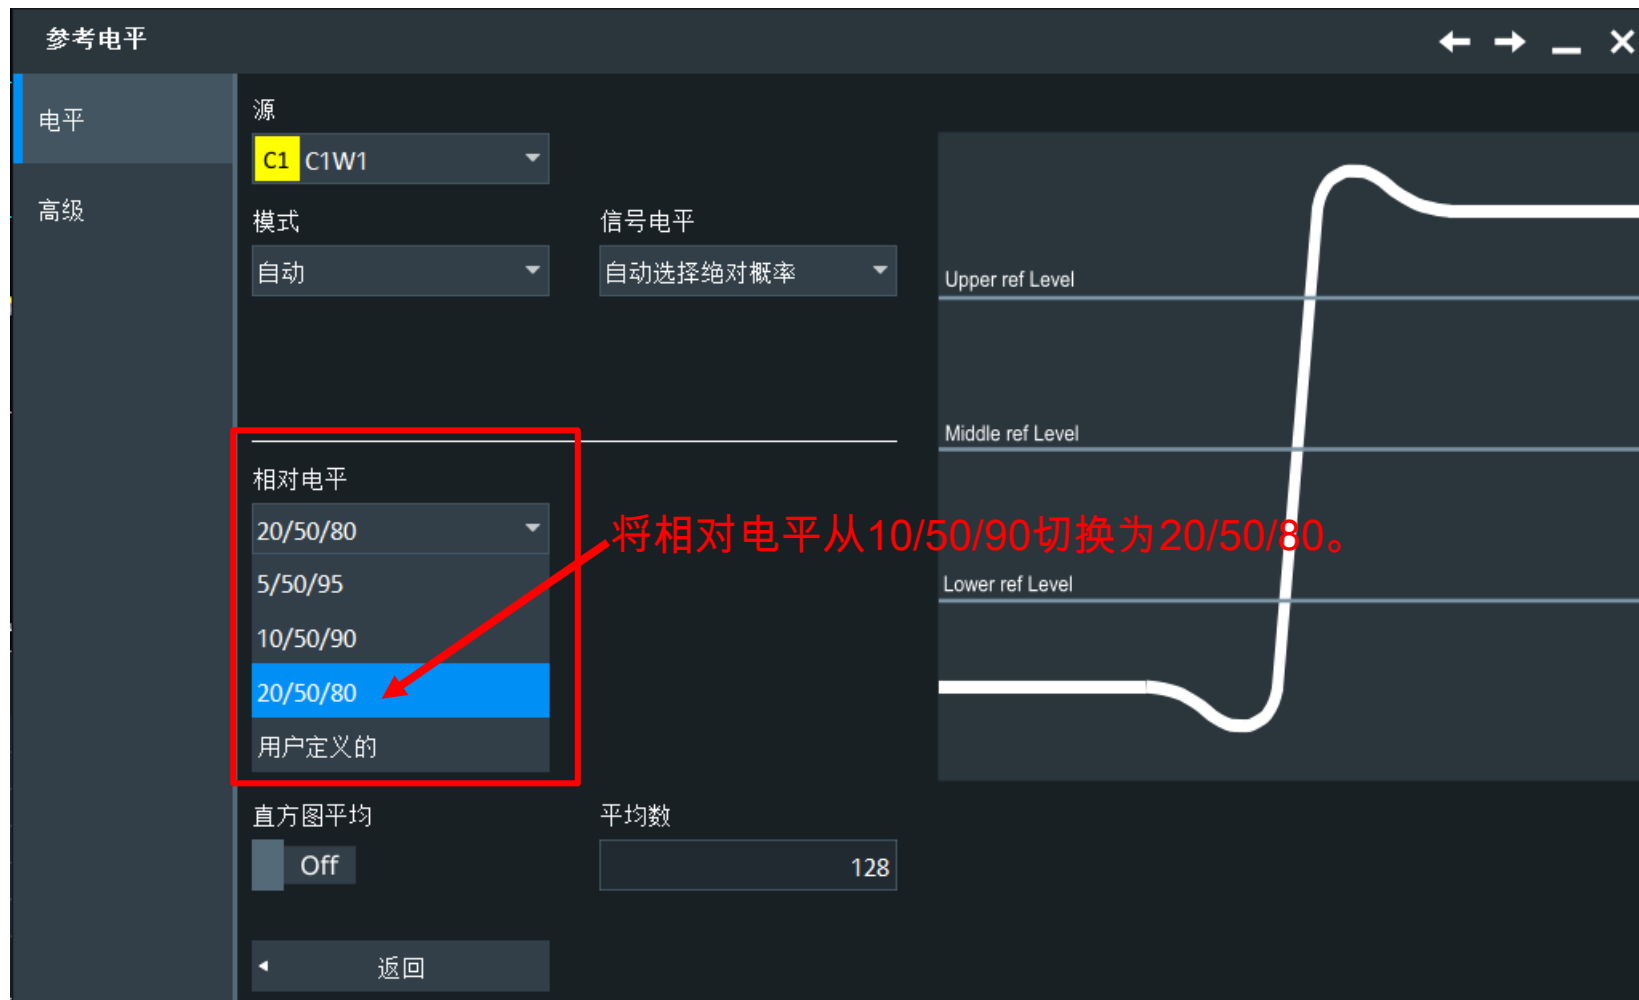 参考电平
电平
高级
源
C1 C1W1
模式
信号电平
自动
自动选择绝对概率
相对电平
20/50/80
5/50/95
10/50/90
20/50/80
用户定义的
将相对电平从10/50/90切换为20/50/80。
Upper ref Level
Middle ref Level
Lower ref Level
直方图平均
平均数
Off
128
返回